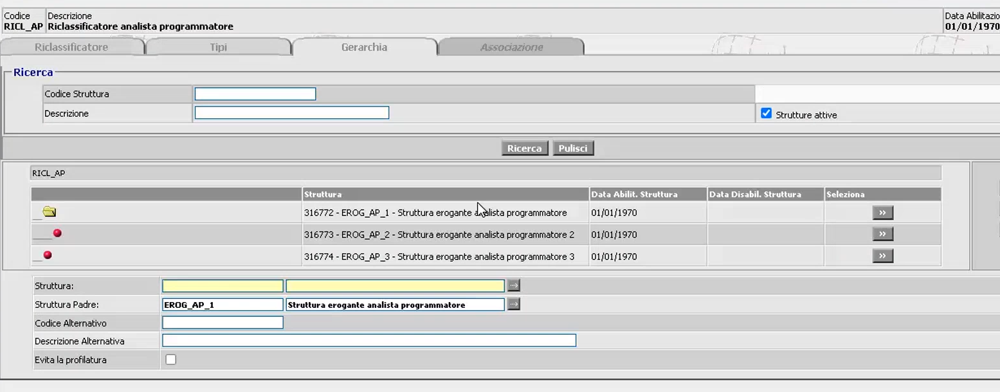 Codice Descrizione Data Abilitazio
RICL_AP Riclassificatore analista programmatore 01/01/1970
Riclassificatore Tipi Gerarchia Associazione
Ricerca
Codice Struttura
Descrizione Strutture attive
Ricerca Pulisci
RICL_AP
Struttura Data Abilit. Struttura Data Disabil. Struttura Seleziona
316772 - EROG_AP_1 - Struttura erogante analista programmatore 01/01/1970 »
316773 - EROG_AP_2 - Struttura erogante analista programmatore 2 01/01/1970 »
316774 - EROG_AP_3 - Struttura erogante analista programmatore 3 01/01/1970 »
Struttura:
Struttura Padre: EROG_AP_1 Struttura erogante analista programmatore
Codice Alternativo
Descrizione Alternativa
Evita la profilatura